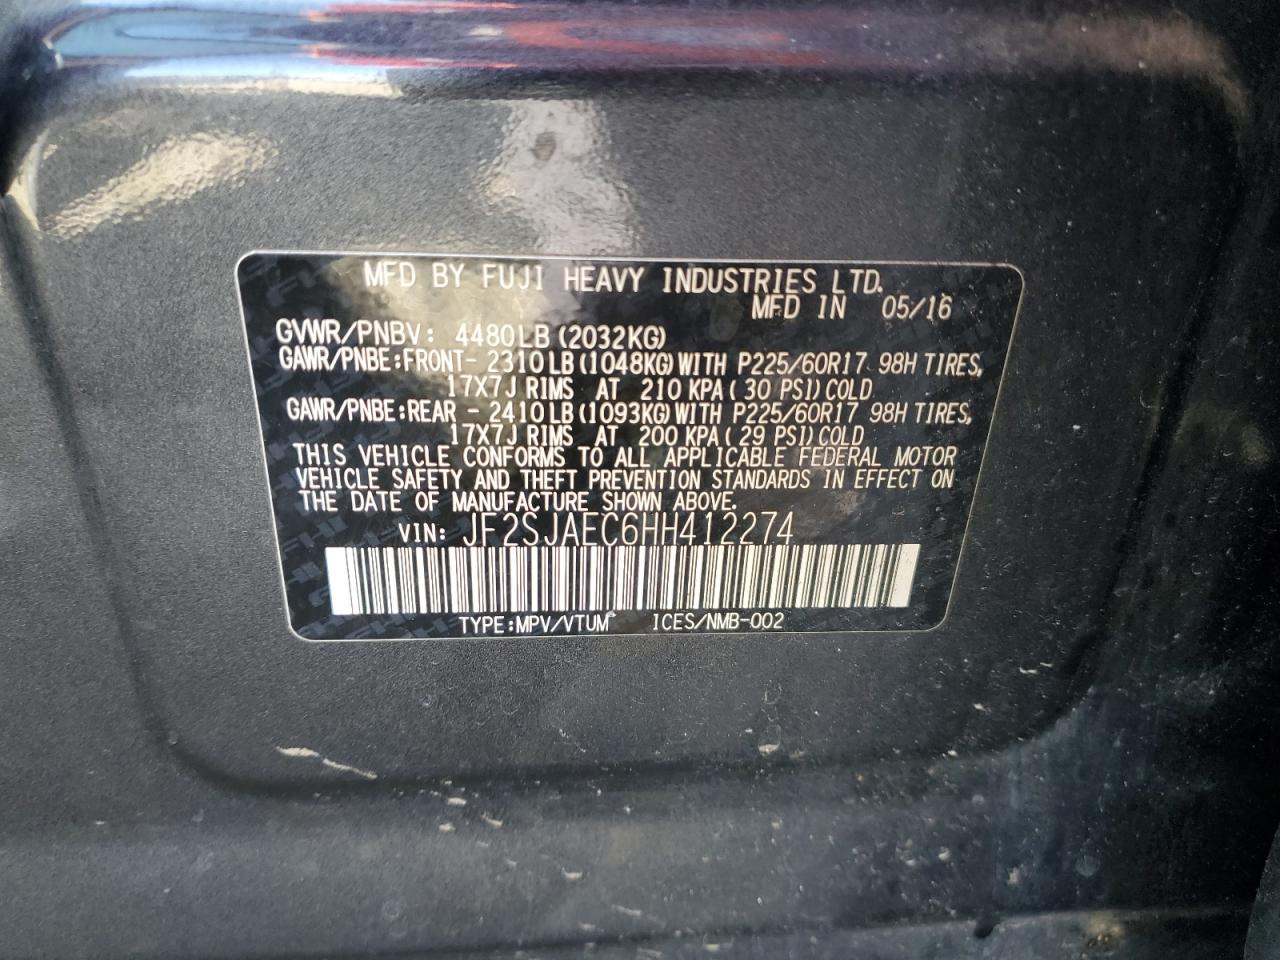 MFD BY FUJI HEAVY INDUSTRIES LTD.
MFD IN 05/16
GVWR/PNBV: 4480LB (2032KG)
GAWR/PNBE:FRONT- 2310LB(1048KG)WITH P225/60R17 98H TIRES,
17X7J RIMS AT 210 KPA( 30 PSI)COLD
GAWR/PNBE:REAR - 2410LB(1093KG)WITH P225/60R17 98H TIRES,
17X7J RIMS AT 200 KPA( 29 PSI)COLD
THIS VEHICLE CONFORMS TO ALL APPLICABLE FEDERAL MOTOR
VEHICLE SAFETY AND THEFT PREVENTION STANDARDS IN EFFECT ON
THE DATE OF MANUFACTURE SHOWN ABOVE.
VIN: JF2SJAEC6HH412274
TYPE:MPV/VTUM ICES/NMB-002